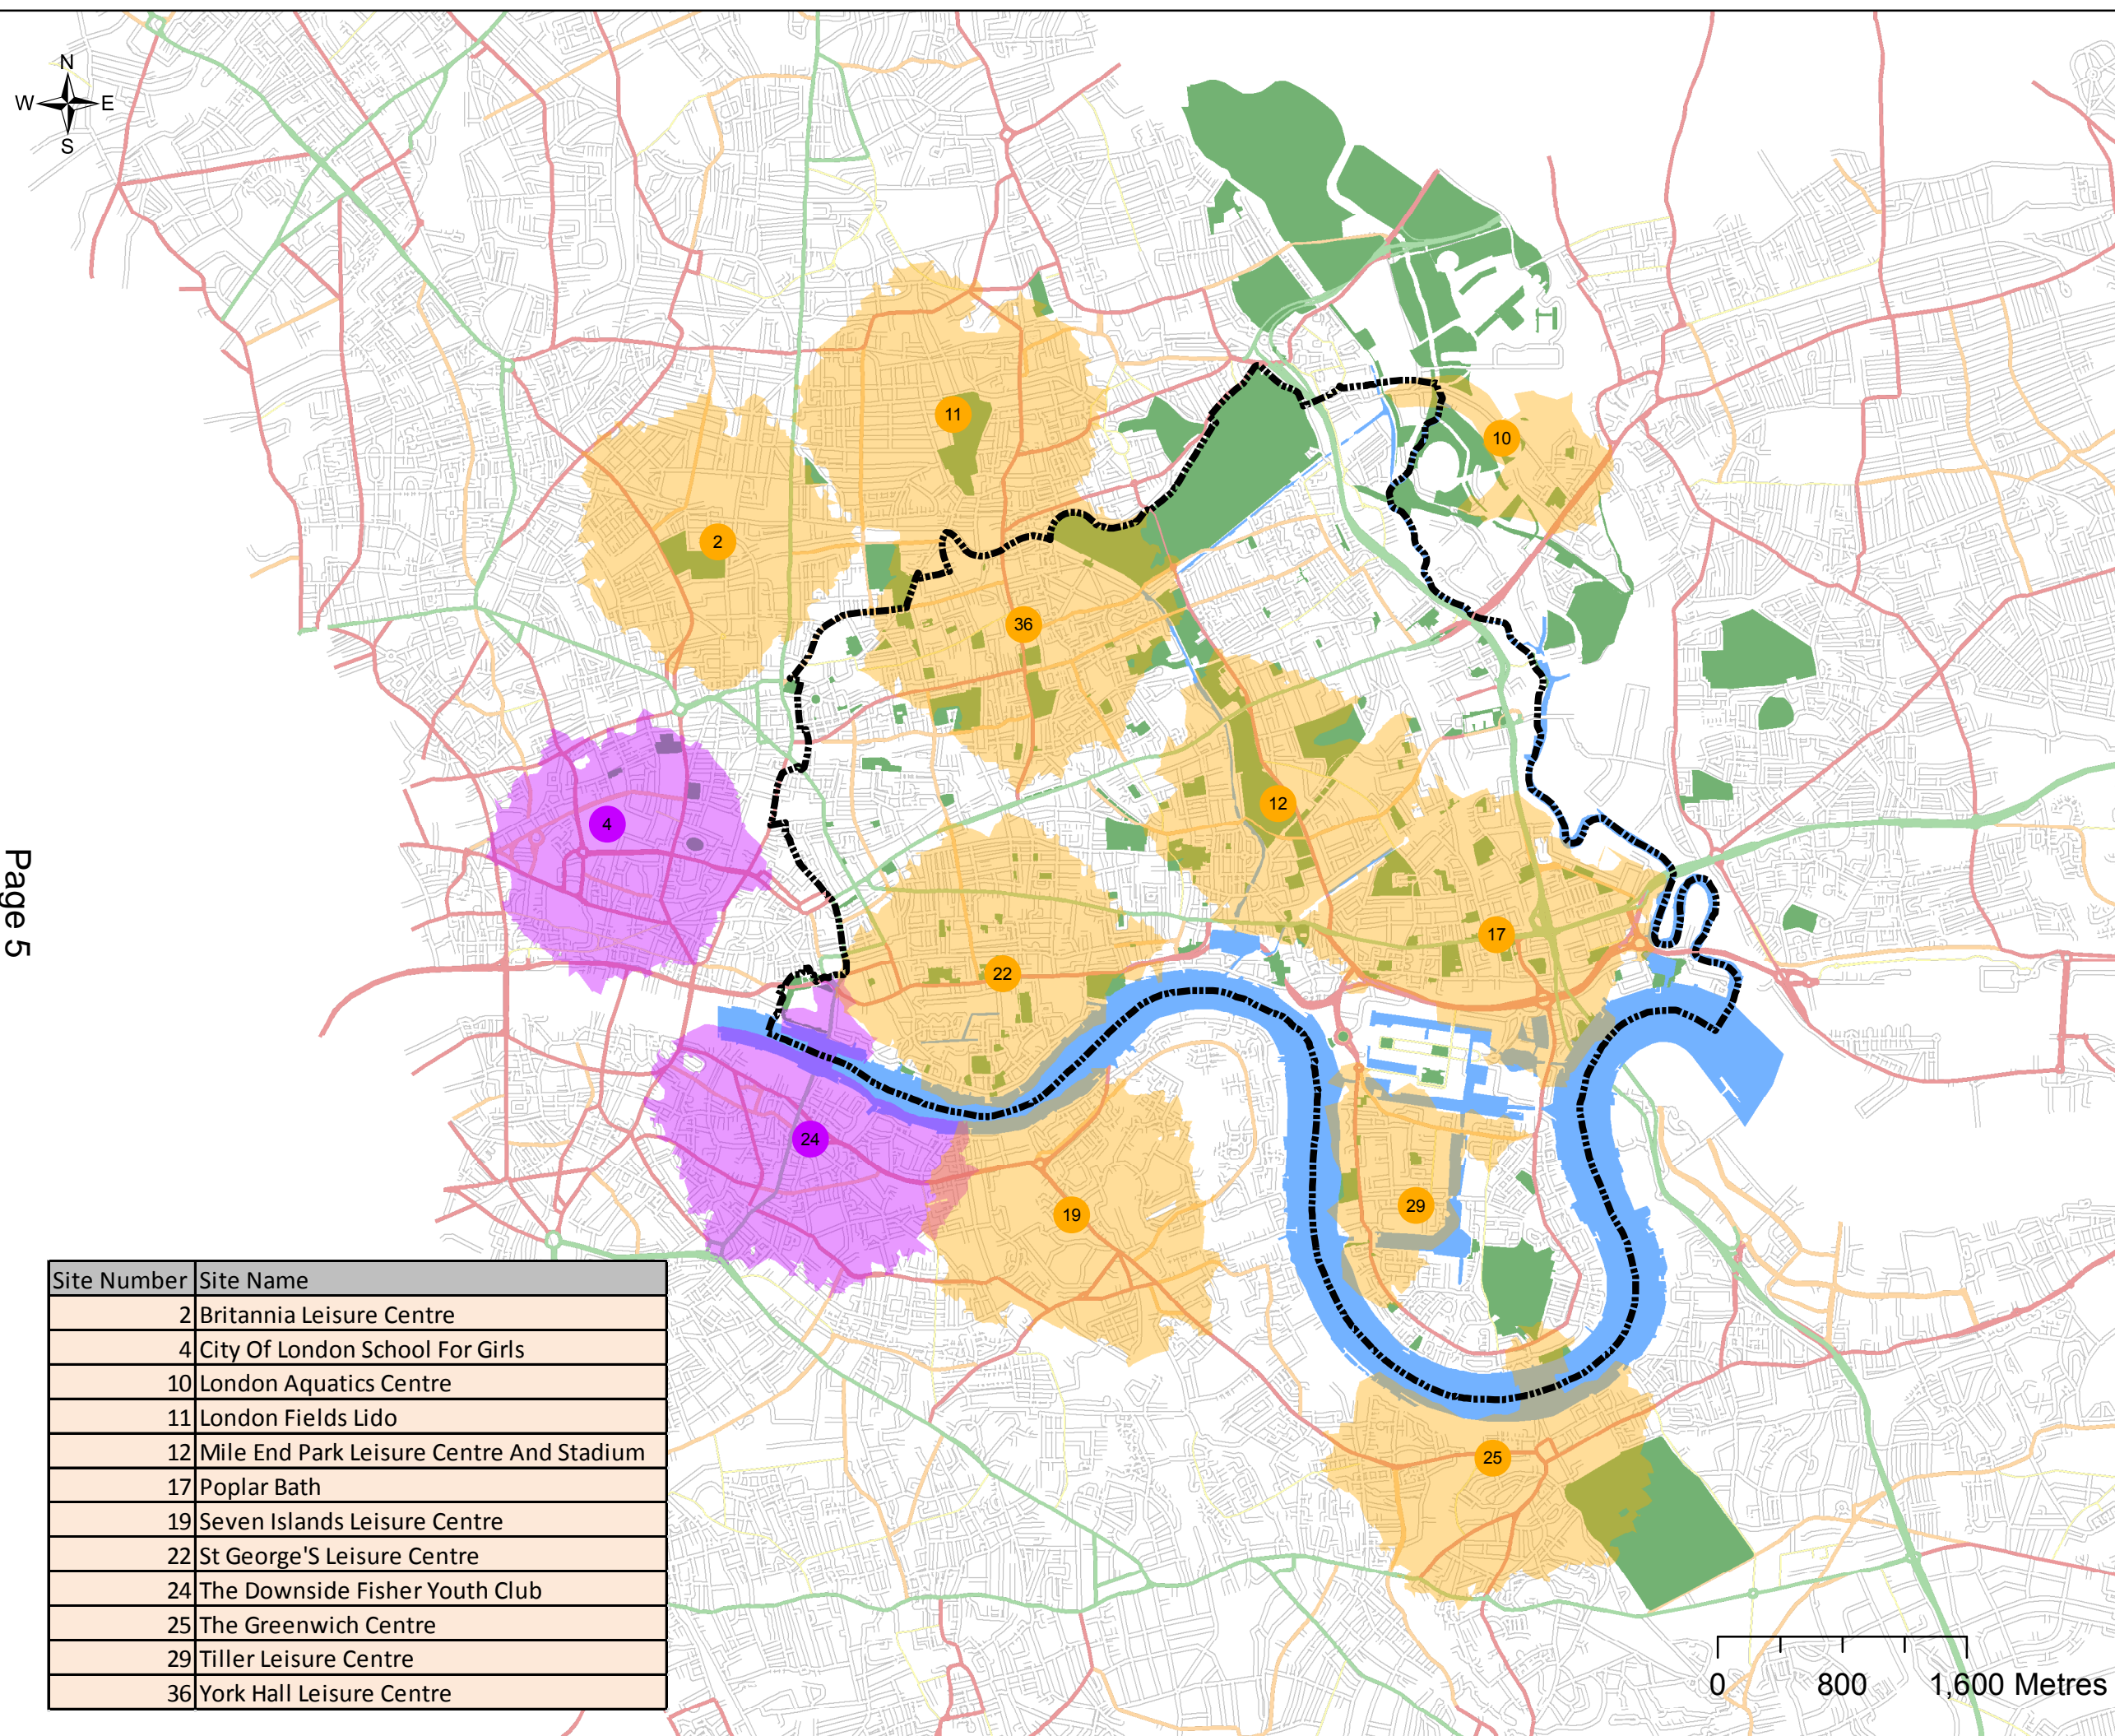 N
W E
S
11
10
2
36
4
12
17
22
24
19
29
25
Page 5
Site Number Site Name
2 Britannia Leisure Centre
4 City Of London School For Girls
10 London Aquatics Centre
11 London Fields Lido
12 Mile End Park Leisure Centre And Stadium
17 Poplar Bath
19 Seven Islands Leisure Centre
22 St George'S Leisure Centre
24 The Downside Fisher Youth Club
25 The Greenwich Centre
29 Tiller Leisure Centre
36 York Hall Leisure Centre
0 800 1,600 Metres